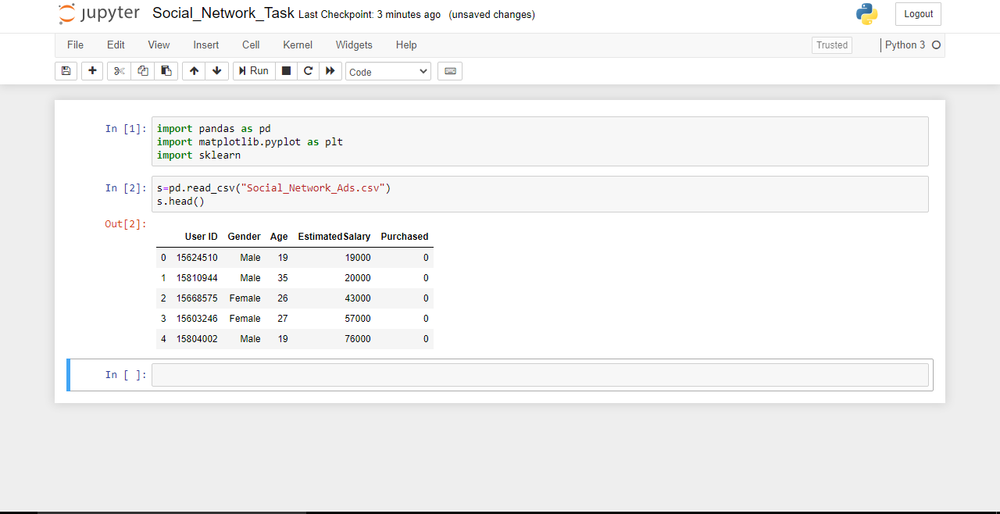 jupyter Social_Network_Task Last Checkpoint: 3 minutes ago (unsaved changes) Logout
File Edit View Insert Cell Kernel Widgets Help Trusted Python 3
Run Code
In [1]: import pandas as pd
import matplotlib.pyplot as plt
import sklearn
In [2]: s=pd.read_csv("Social_Network_Ads.csv")
s.head()
Out[2]:
User ID Gender Age EstimatedSalary Purchased
0 15624510 Male 19 19000 0
1 15810944 Male 35 20000 0
2 15668575 Female 26 43000 0
3 15603246 Female 27 57000 0
4 15804002 Male 19 76000 0
In [ ]: